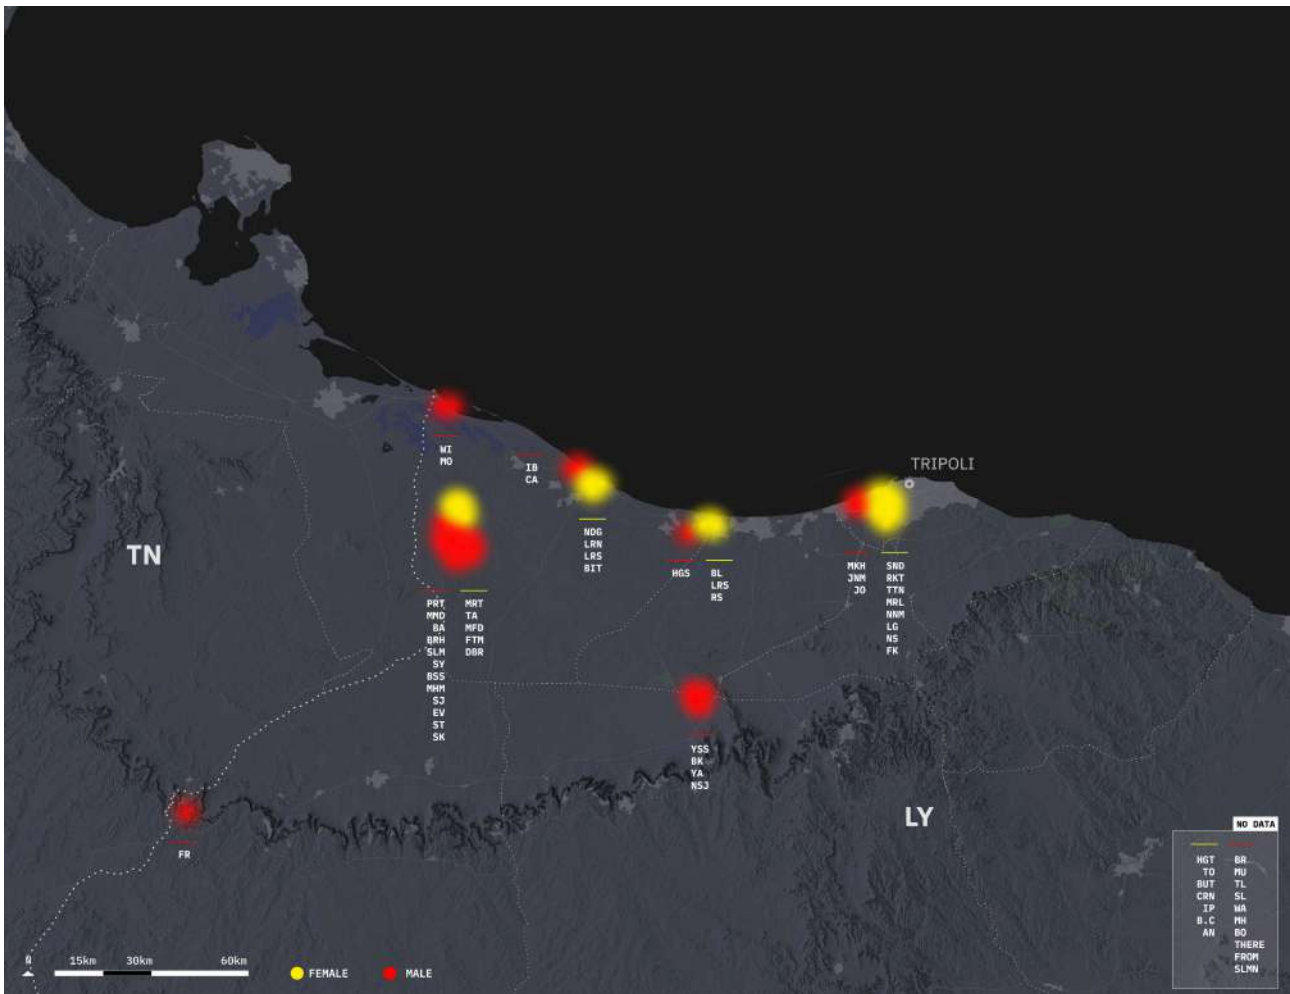 TRIPOLI
WI
MO
IB
CA
TN
NDG
LRN
LRS
BIT
HGS
BL
LRS
RS
MKH
JNM
JO
SND
RKT
TTN
MRL
NNM
LG
NS
FK
PRT
MMD
BA
BRH
SLM
SY
BSS
MHM
SJ
EV
ST
SK
MRT
TA
MFD
FTM
DBR
YSS
BK
YA
NSJ
LY
FR
NO DATA
HGT
TO
BUT
CRN
IP
B.C
AN
BR
MU
TL
SL
WA
MH
BO
THERE
FROM
SLMN
N
15km 30km 60km
FEMALE
MALE